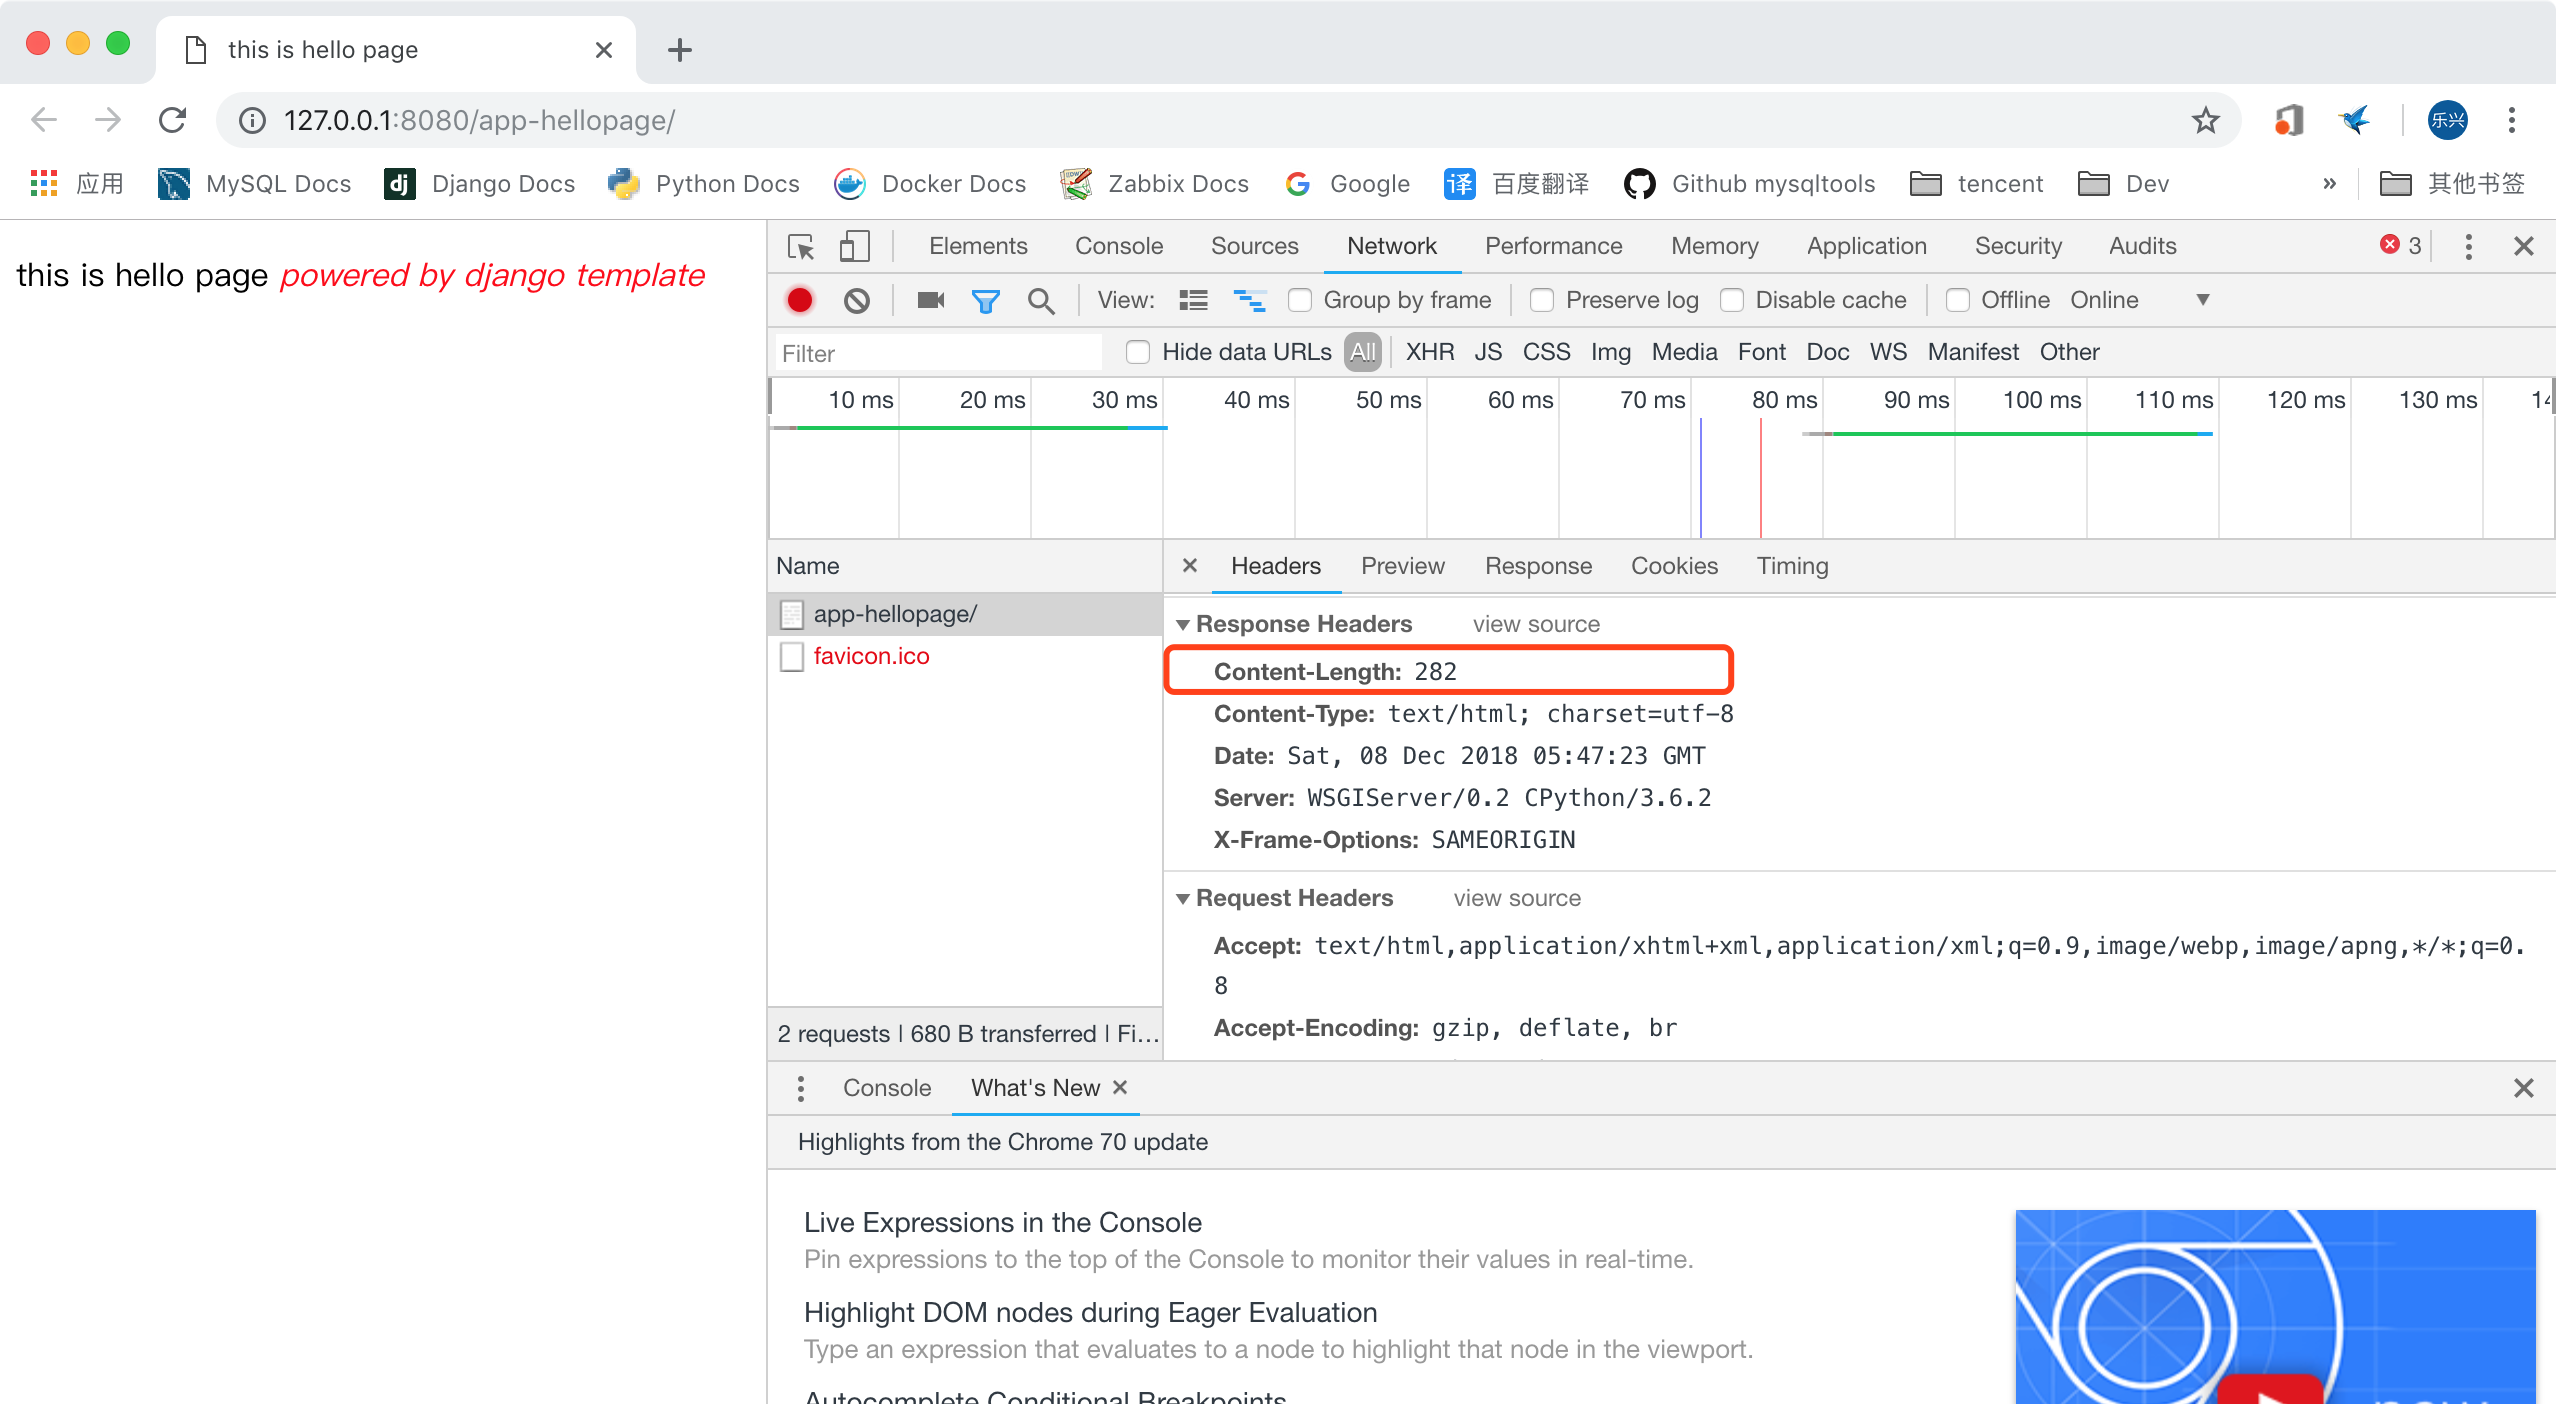 this is hello page
127.0.0.1:8080/app-hellopage/
乐兴
应用
MySQL Docs
dj
Django Docs
Python Docs
Docker Docs
Zabbix Docs
Google
译
百度翻译
Github mysqltools
tencent
Dev
»
其他书签
this is hello page powered by django template
Elements Console Sources Network Performance Memory Application Security Audits 3
View: Group by frame Preserve log Disable cache Offline Online
Filter Hide data URLs All XHR JS CSS Img Media Font Doc WS Manifest Other
10 ms 20 ms 30 ms 40 ms 50 ms 60 ms 70 ms 80 ms 90 ms 100 ms 110 ms 120 ms 130 ms
Name
app-hellopage/
favicon.ico
2 requests | 680 B transferred | Fi...
Headers Preview Response Cookies Timing
Response Headers view source
Content-Length: 282
Content-Type: text/html; charset=utf-8
Date: Sat, 08 Dec 2018 05:47:23 GMT
Server: WSGIServer/0.2 CPython/3.6.2
X-Frame-Options: SAMEORIGIN
Request Headers view source
Accept: text/html,application/xhtml+xml,application/xml;q=0.9,image/webp,image/apng,*/*;q=0.
8
Accept-Encoding: gzip, deflate, br
Console What's New
Highlights from the Chrome 70 update
Live Expressions in the Console
Pin expressions to the top of the Console to monitor their values in real-time.
Highlight DOM nodes during Eager Evaluation
Type an expression that evaluates to a node to highlight that node in the viewport.
Autocomplete Conditional Breakpoints